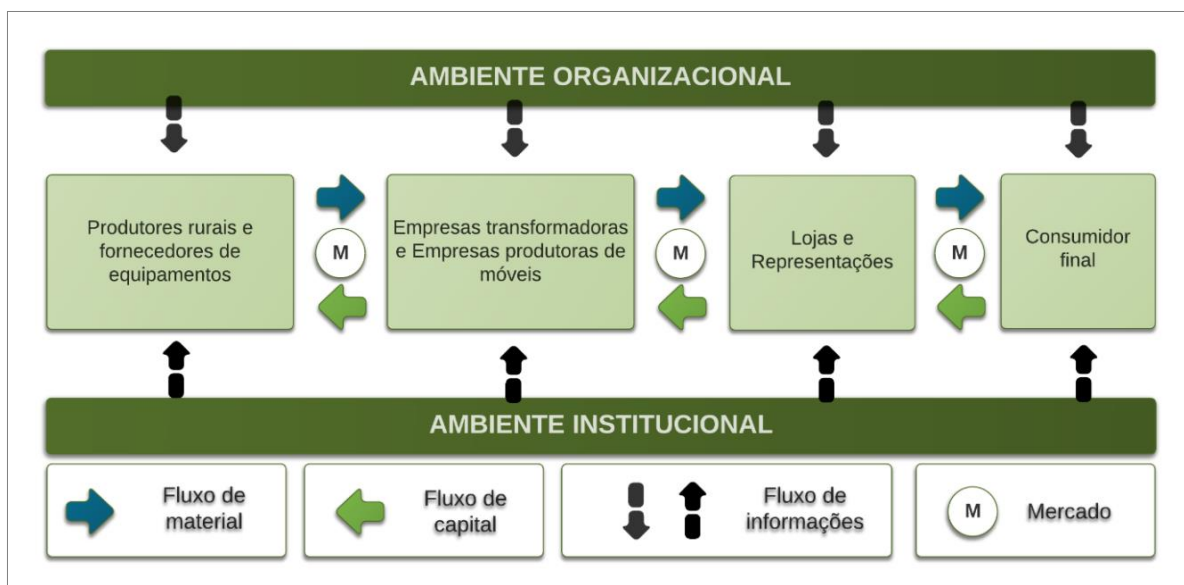 AMBIENTE ORGANIZACIONAL
Produtores rurais e
fornecedores de
equipamentos
M
Empresas transformadoras
e Empresas produtoras de
móveis
M
Lojas e
Representações
M
Consumidor
final
AMBIENTE INSTITUCIONAL
Fluxo de
material
Fluxo de
capital
Fluxo de
informações
M
Mercado